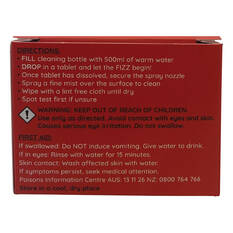 DIRECTIONS:
• FILL cleaning bottle with 500ml of warm water
• DROP in a tablet and let the FIZZ begin!
• Once tablet has dissolved, secure the spray nozzle
• Spray a fine mist over the surface to clean
• Wipe with a lint free cloth until dry
• Spot test first if unsure
WARNING: KEEP OUT OF REACH OF CHILDREN.
Use only as directed. Avoid contact with eyes and skin.
Causes serious eye irritation. Do not swallow.
FIRST AID:
If swallowed: Do NOT induce vomiting. Give water to drink.
If in eyes: Rinse with water for 15 minutes.
Skin contact: Wash affected areas with water.
If symptoms persist, seek medical attention.
Poisons Information Centre AUS: 13 11 26 NZ: 0800 764 766
Store in a cool, dry place